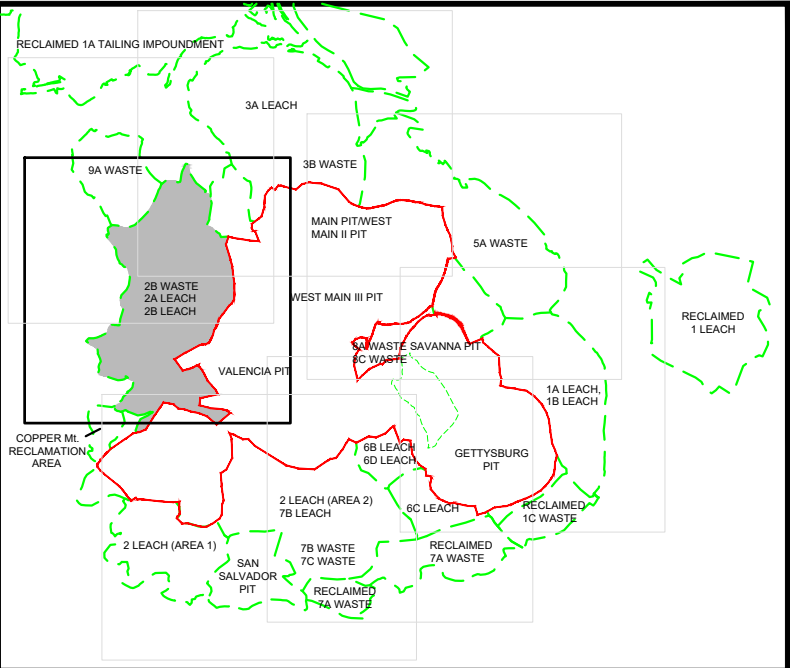 RECLAIMED 1A TAILING IMPOUNDMENT
3A LEACH
3B WASTE
9A WASTE
MAIN PIT/WEST
MAIN II PIT
5A WASTE
2B WASTE
2A LEACH
2B LEACH
WEST MAIN III PIT
RECLAIMED
1 LEACH
8A WASTE
8C WASTE
SAVANNA PIT
VALENCIA PIT
1A LEACH,
1B LEACH
COPPER Mt.
RECLAMATION
AREA
6B LEACH
6D LEACH
GETTYSBURG
PIT
2 LEACH (AREA 2)
7B LEACH
6C LEACH
RECLAIMED
1C WASTE
2 LEACH (AREA 1)
7B WASTE
7C WASTE
RECLAIMED
7A WASTE
SAN
SALVADOR
PIT
RECLAIMED
7A WASTE